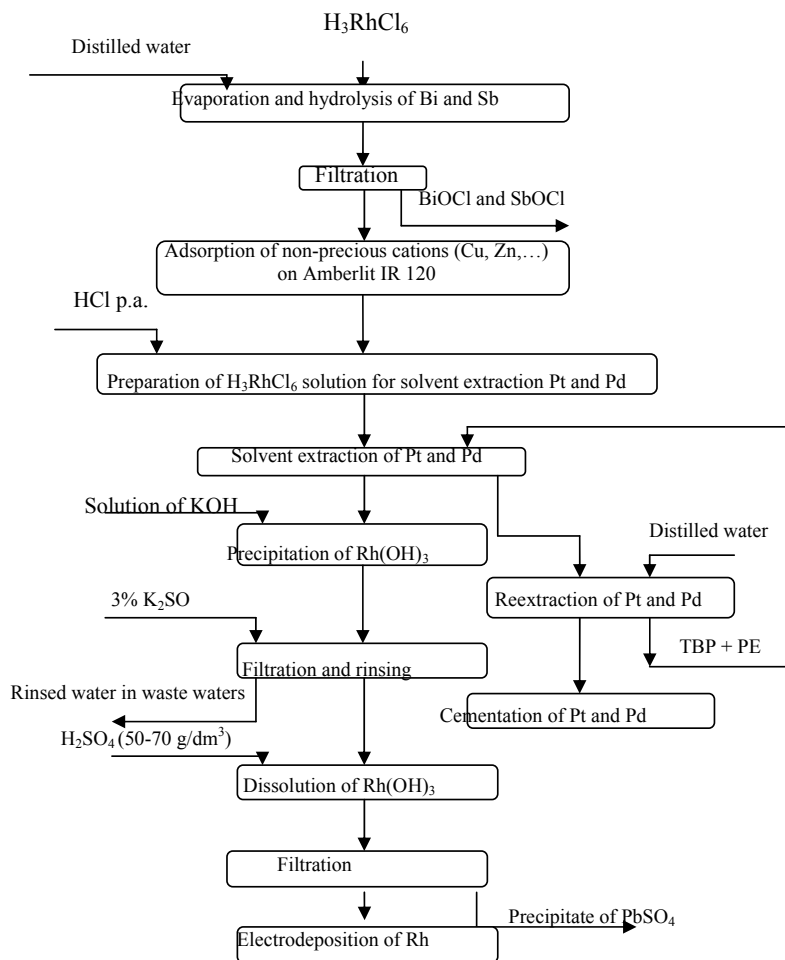 H₃RhCl₆
Distilled water
Evaporation and hydrolysis of Bi and Sb
Filtration
BiOCl and SbOCl
Adsorption of non-precious cations (Cu, Zn,…)
on Amberlit IR 120
HCl p.a.
Preparation of H₃RhCl₆ solution for solvent extraction Pt and Pd
Solvent extraction of Pt and Pd
Solution of KOH
Precipitation of Rh(OH)₃
Distilled water
Reextraction of Pt and Pd
3% K₂SO
TBP + PE
Filtration and rinsing
Rinsed water in waste waters
Cementation of Pt and Pd
H₂SO₄ (50-70 g/dm³)
Dissolution of Rh(OH)₃
Filtration
Precipitate of PbSO₄
Electrodeposition of Rh